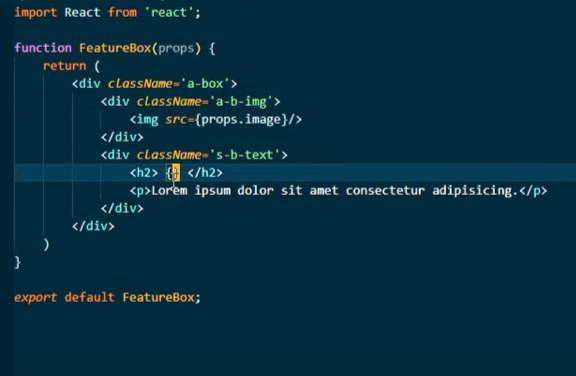 import React from 'react';
function FeatureBox(props) {
return (
<div className='a-box'>
<div className='a-b-img'>
<img src={props.image}/>
</div>
<div className='s-b-text'>
<h2> {} </h2>
<p>Lorem ipsum dolor sit amet consectetur adipisicing.</p>
</div>
</div>
)
}
export default FeatureBox;